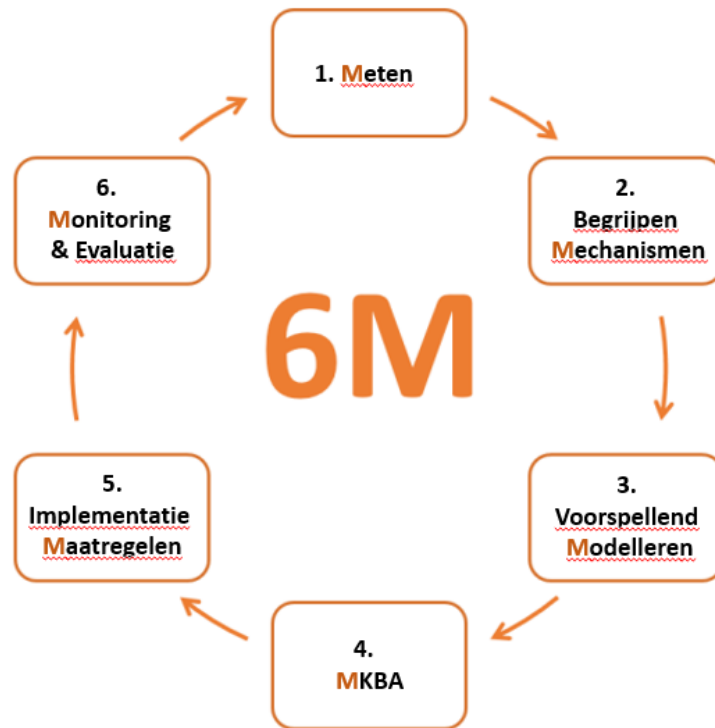 1. Meten
2.
Begrijpen
Mechanismen
3.
Voorspellend
Modelleren
4.
MKBA
5.
Implementatie
Maatregelen
6.
Monitoring
& Evaluatie
6M